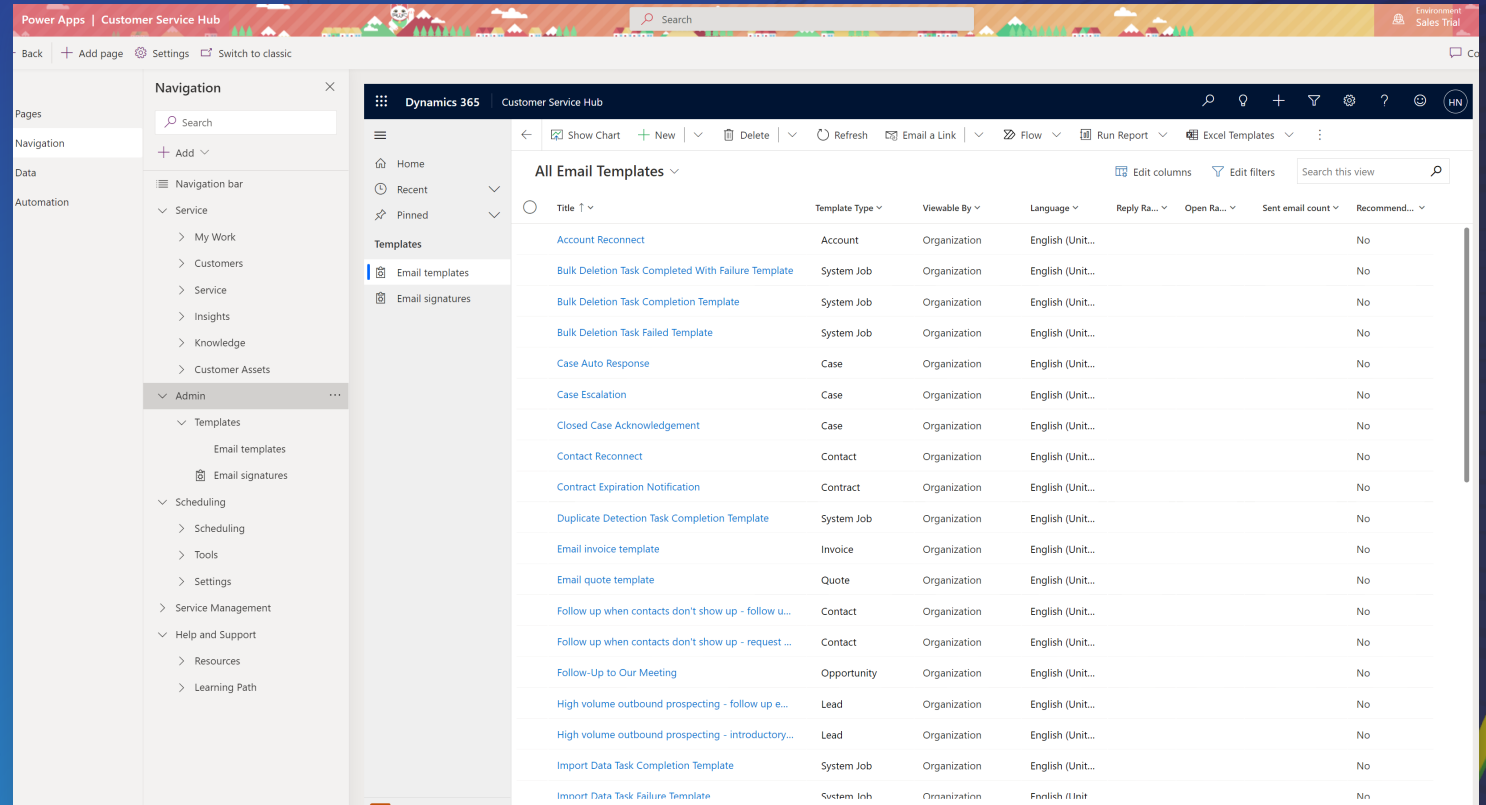 Power Apps | Customer Service Hub
Search
Environment
Sales Trial
Back
Add page
Settings
Switch to classic
Co
Pages
Navigation
Data
Automation
Navigation
Search
Add
Navigation bar
Service
My Work
Customers
Service
Insights
Knowledge
Customer Assets
Admin
Templates
Email templates
Email signatures
Scheduling
Scheduling
Tools
Settings
Service Management
Help and Support
Resources
Learning Path
Dynamics 365 Customer Service Hub
HN
Home
Recent
Pinned
Templates
Email templates
Email signatures
Show Chart New Delete Refresh Email a Link Flow Run Report Excel Templates
All Email Templates
Edit columns Edit filters Search this view
Title Template Type Viewable By Language Reply Ra... Open Ra... Sent email count Recommend...
Account Reconnect Account Organization English (Unit... No
Bulk Deletion Task Completed With Failure Template System Job Organization English (Unit... No
Bulk Deletion Task Completion Template System Job Organization English (Unit... No
Bulk Deletion Task Failed Template System Job Organization English (Unit... No
Case Auto Response Case Organization English (Unit... No
Case Escalation Case Organization English (Unit... No
Closed Case Acknowledgement Case Organization English (Unit... No
Contact Reconnect Contact Organization English (Unit... No
Contract Expiration Notification Contract Organization English (Unit... No
Duplicate Detection Task Completion Template System Job Organization English (Unit... No
Email invoice template Invoice Organization English (Unit... No
Email quote template Quote Organization English (Unit... No
Follow up when contacts don't show up - follow u... Contact Organization English (Unit... No
Follow up when contacts don't show up - request ... Contact Organization English (Unit... No
Follow-Up to Our Meeting Opportunity Organization English (Unit... No
High volume outbound prospecting - follow up e... Lead Organization English (Unit... No
High volume outbound prospecting - introductory... Lead Organization English (Unit... No
Import Data Task Completion Template System Job Organization English (Unit... No
Import Data Task Failure Template System Job Organization English (Unit No